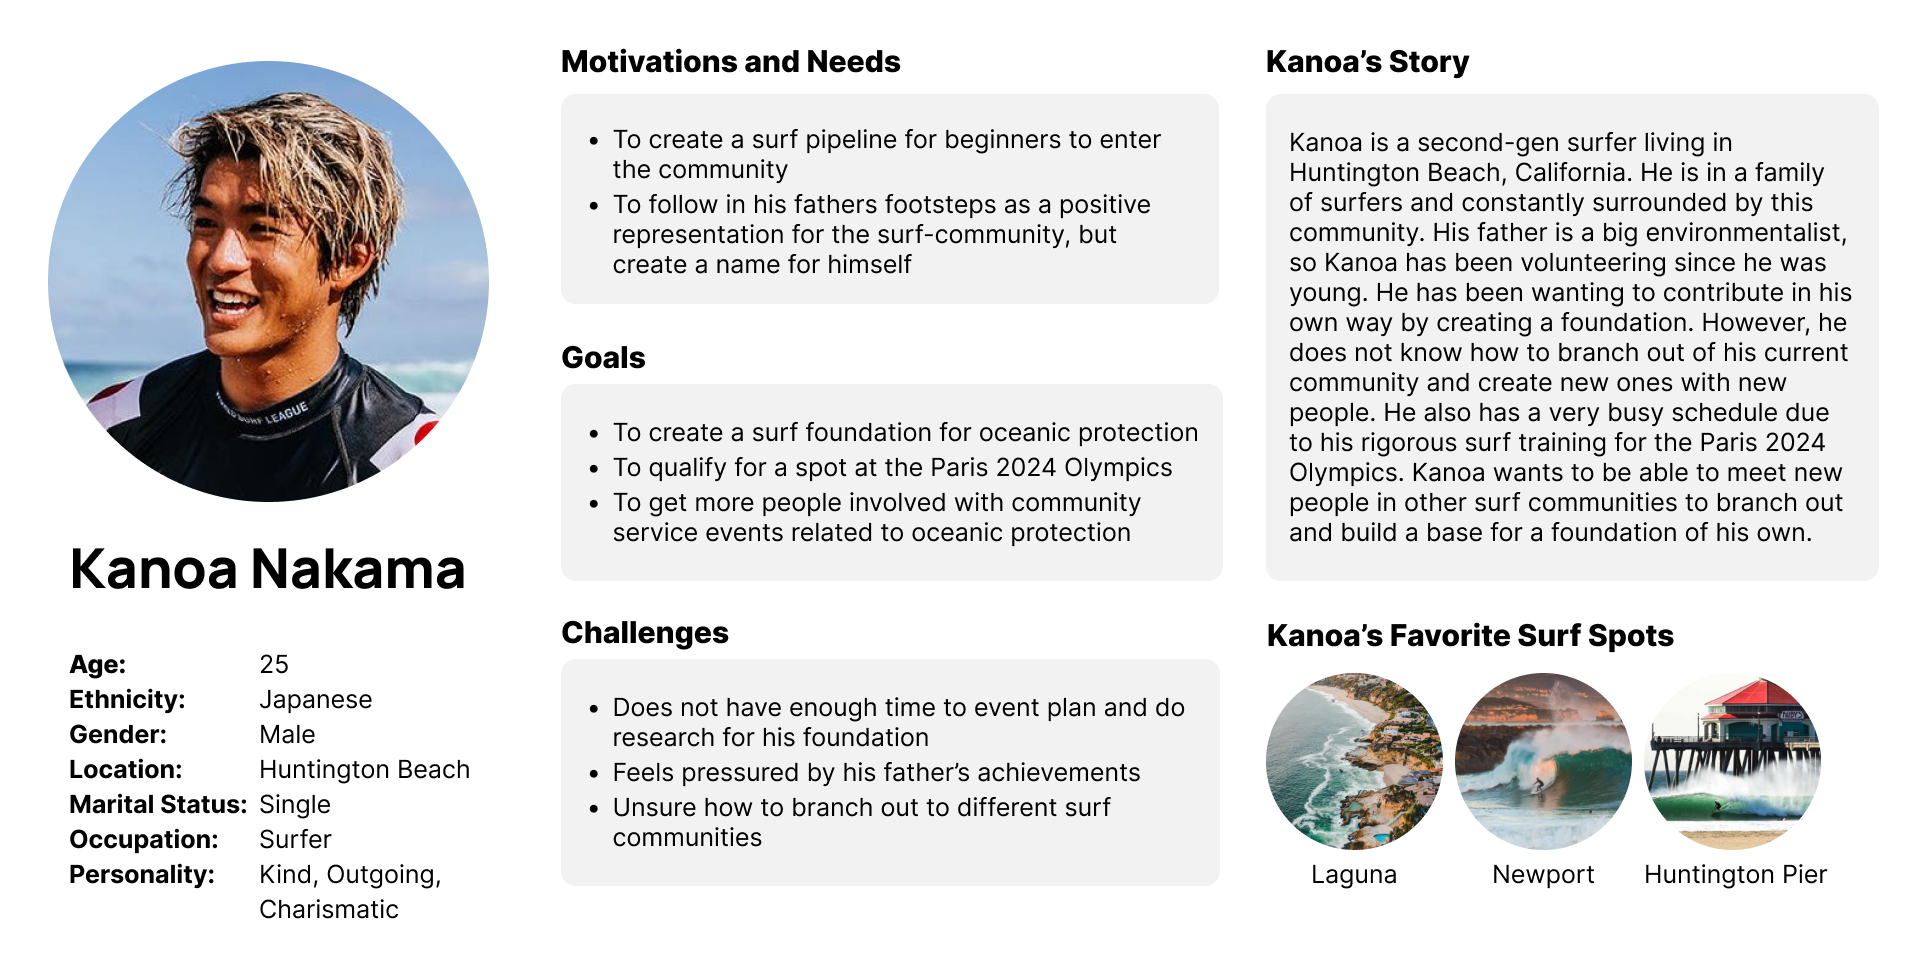 Kanoa Nakama
Age: 25
Ethnicity: Japanese
Gender: Male
Location: Huntington Beach
Marital Status: Single
Occupation: Surfer
Personality: Kind, Outgoing,
Charismatic
Motivations and Needs
• To create a surf pipeline for beginners to enter
the community
• To follow in his fathers footsteps as a positive
representation for the surf-community, but
create a name for himself
Goals
• To create a surf foundation for oceanic protection
• To qualify for a spot at the Paris 2024 Olympics
• To get more people involved with community
service events related to oceanic protection
Challenges
• Does not have enough time to event plan and do
research for his foundation
• Feels pressured by his father’s achievements
• Unsure how to branch out to different surf
communities
Kanoa’s Story
Kanoa is a second-gen surfer living in
Huntington Beach, California. He is in a family
of surfers and constantly surrounded by this
community. His father is a big environmentalist,
so Kanoa has been volunteering since he was
young. He has been wanting to contribute in his
own way by creating a foundation. However, he
does not know how to branch out of his current
community and create new ones with new
people. He also has a very busy schedule due
to his rigorous surf training for the Paris 2024
Olympics. Kanoa wants to be able to meet new
people in other surf communities to branch out
and build a base for a foundation of his own.
Kanoa’s Favorite Surf Spots
Laguna
Newport
Huntington Pier
SURF LEAGUE